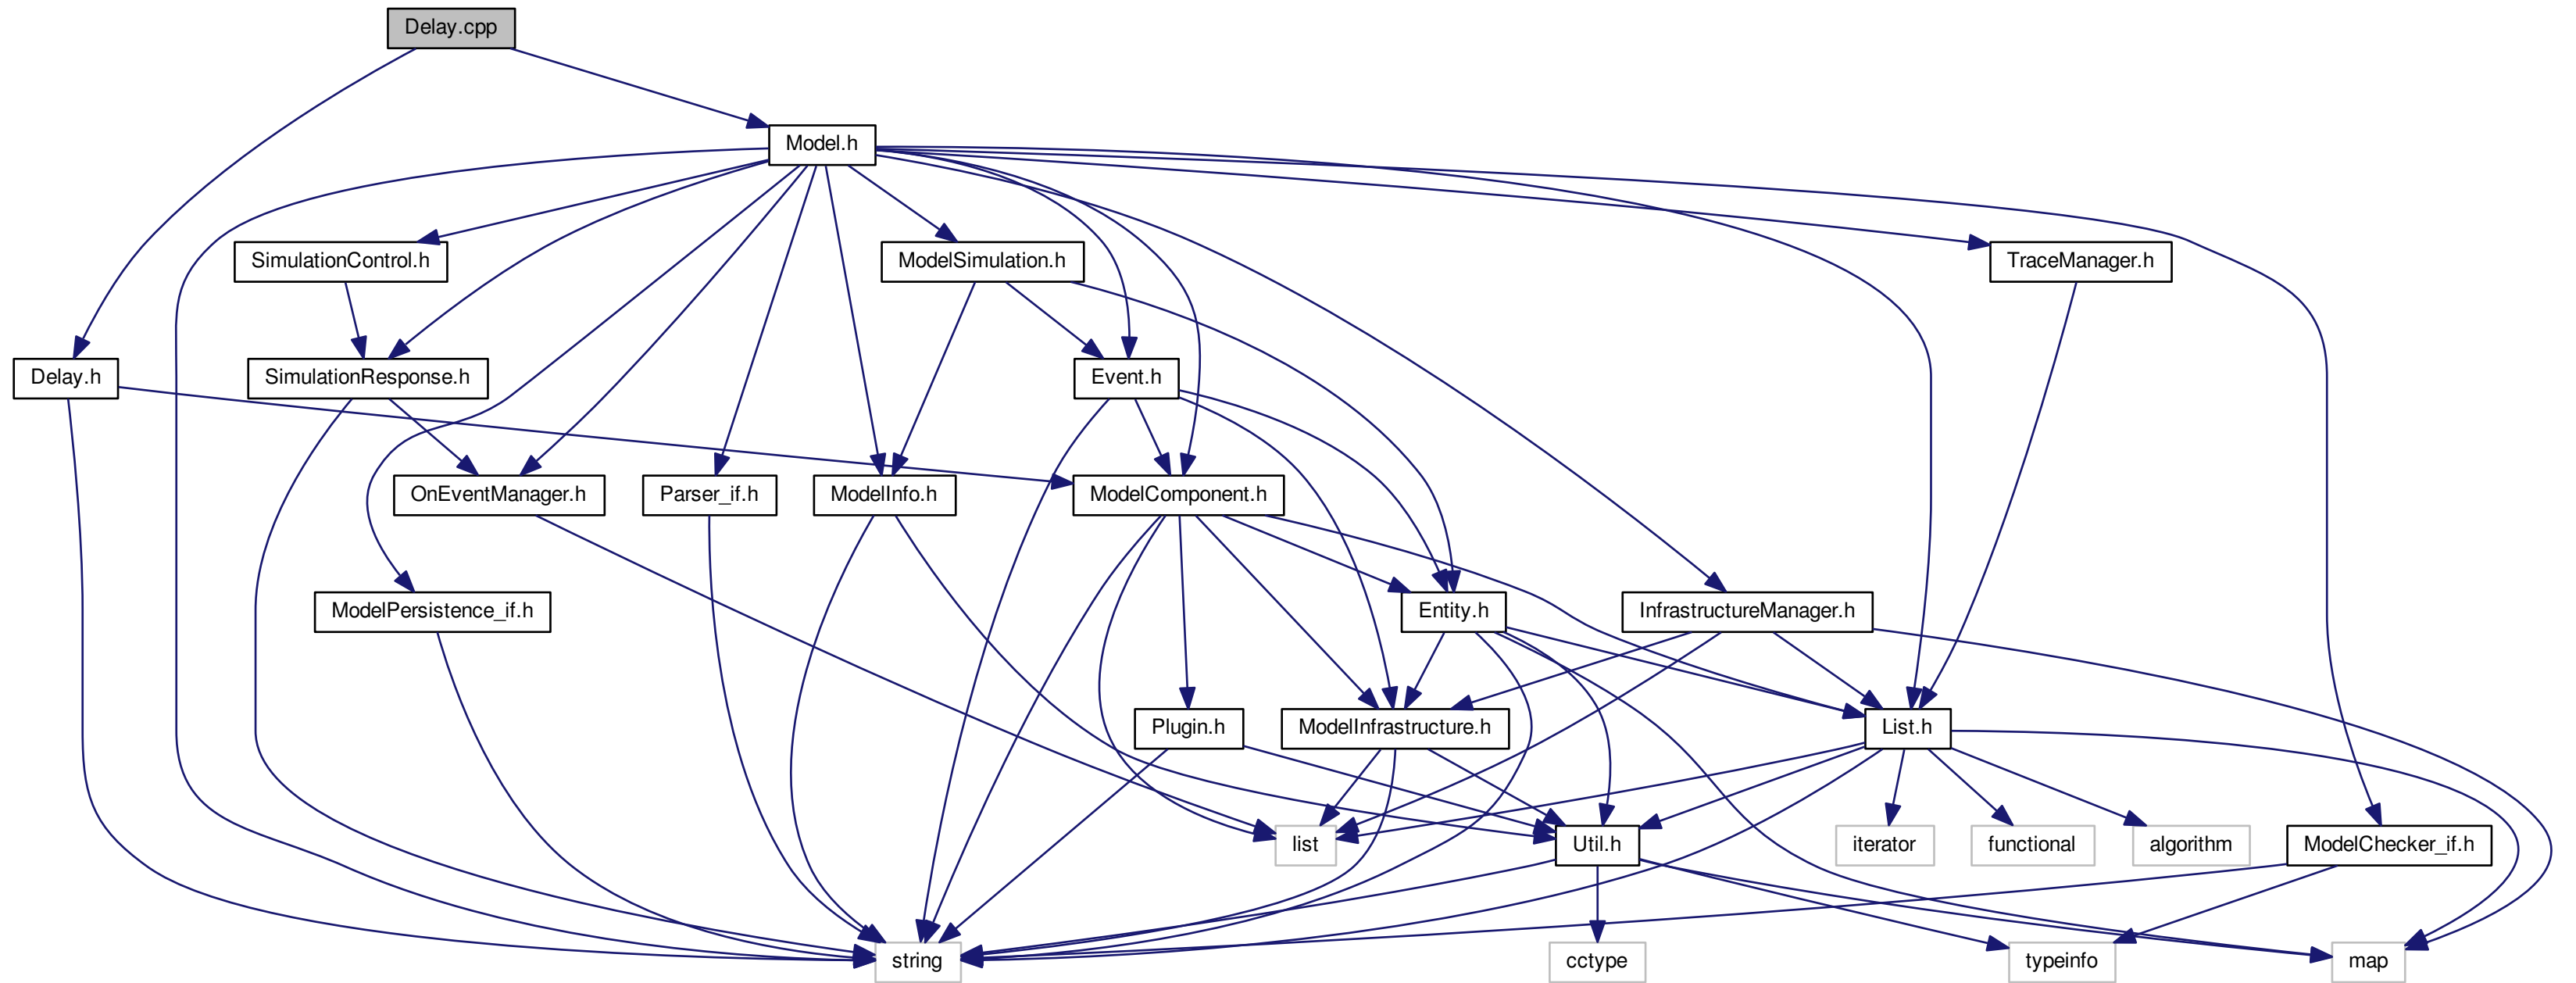 Delay.cpp
Model.h
SimulationControl.h
ModelSimulation.h
TraceManager.h
Delay.h
SimulationResponse.h
Event.h
OnEventManager.h
Parser_if.h
ModelInfo.h
ModelComponent.h
ModelPersistence_if.h
Entity.h
InfrastructureManager.h
Plugin.h
ModelInfrastructure.h
List.h
list
Util.h
iterator
functional
algorithm
ModelChecker_if.h
string
cctype
typeinfo
map